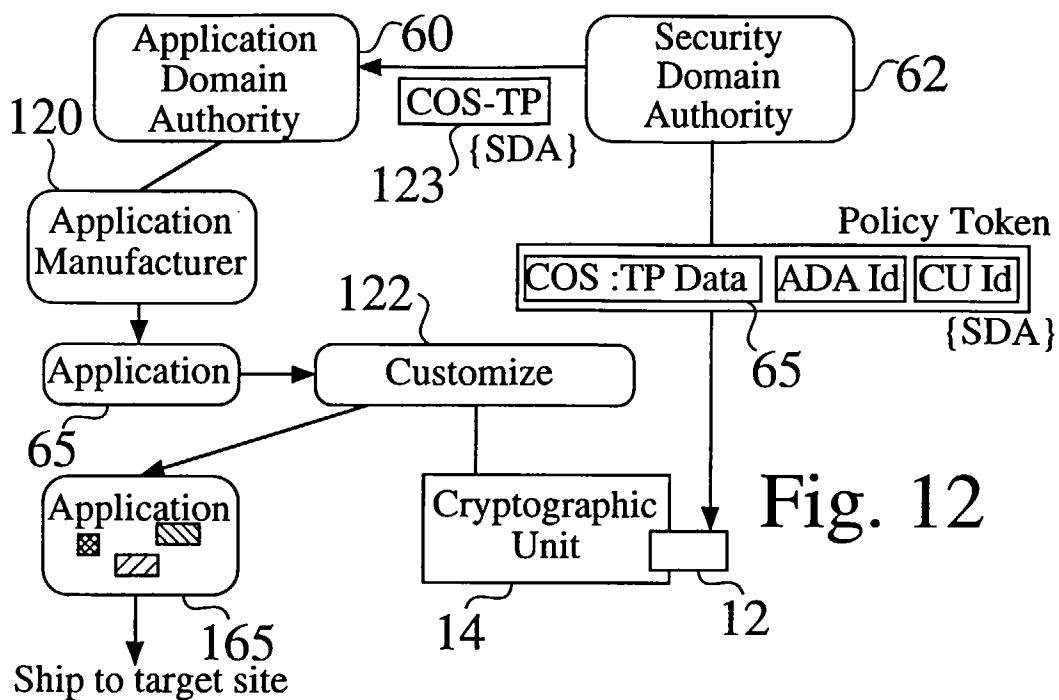 Application
Domain
Authority
60
Security
Domain
Authority
62
COS-TP
{SDA}
123
120
Application
Manufacturer
Policy Token
COS :TP Data
ADA Id
CU Id
{SDA}
65
122
Application
Customize
65
Application
165
Cryptographic
Unit
14
12
Fig. 12
Ship to target site